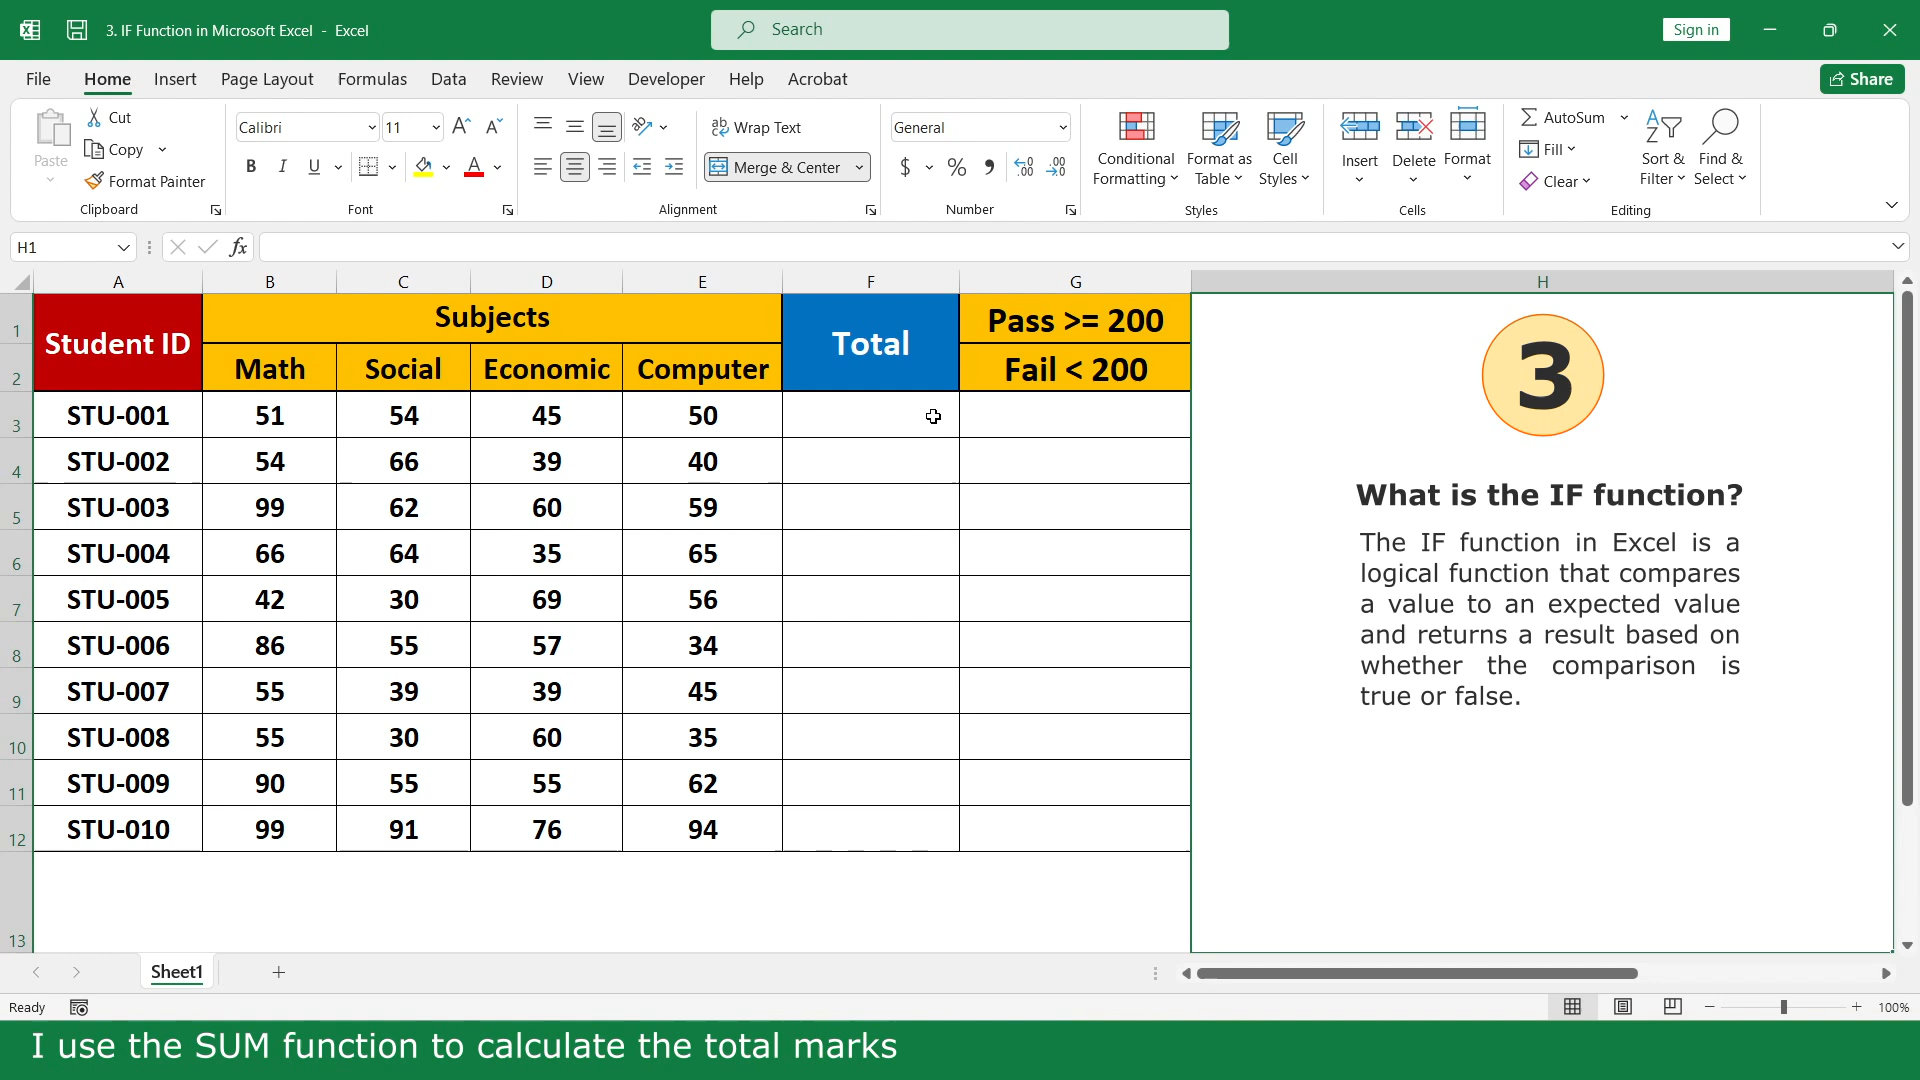 3. IF Function in Microsoft Excel - Excel
Search
Sign in
File Home Insert Page Layout Formulas Data Review View Developer Help Acrobat
Share
Paste
Cut
Copy
Format Painter
Clipboard
Calibri 11
B I U
Font
Wrap Text
Merge & Center
Alignment
General
$ % ,
Number
Conditional Formatting
Format as Table
Cell Styles
Styles
Insert Delete Format
Cells
AutoSum
Fill
Clear
Sort & Filter
Find & Select
Editing
H1 fx
A B C D E F G H
1 Student ID Subjects Total Pass >= 200
2 Math Social Economic Computer Fail < 200
3 STU-001 51 54 45 50
4 STU-002 54 66 39 40
5 STU-003 99 62 60 59
6 STU-004 66 64 35 65
7 STU-005 42 30 69 56
8 STU-006 86 55 57 34
9 STU-007 55 39 39 45
10 STU-008 55 30 60 35
11 STU-009 90 55 55 62
12 STU-010 99 91 76 94
13
3
What is the IF function?
The IF function in Excel is a
logical function that compares
a value to an expected value
and returns a result based on
whether the comparison is
true or false.
Sheet1
Ready
100%
I use the SUM function to calculate the total marks